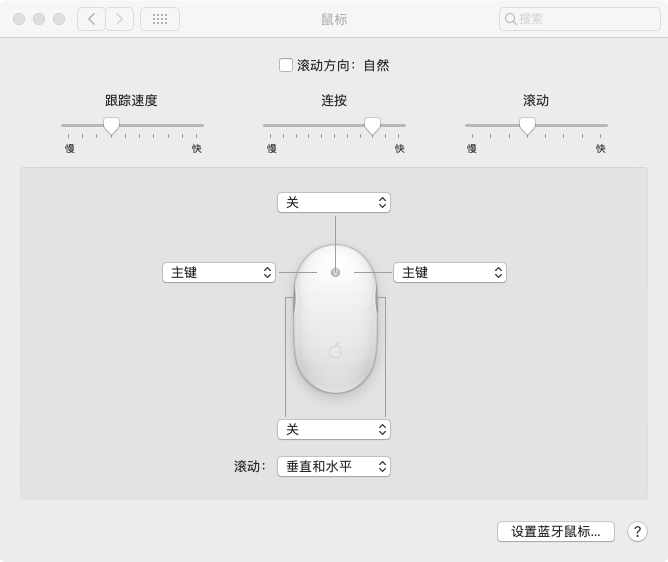 鼠标
搜索
滚动方向：自然
跟踪速度
连按
滚动
慢
快
慢
快
慢
快
关
主键
主键
关
滚动：
垂直和水平
设置蓝牙鼠标...
?